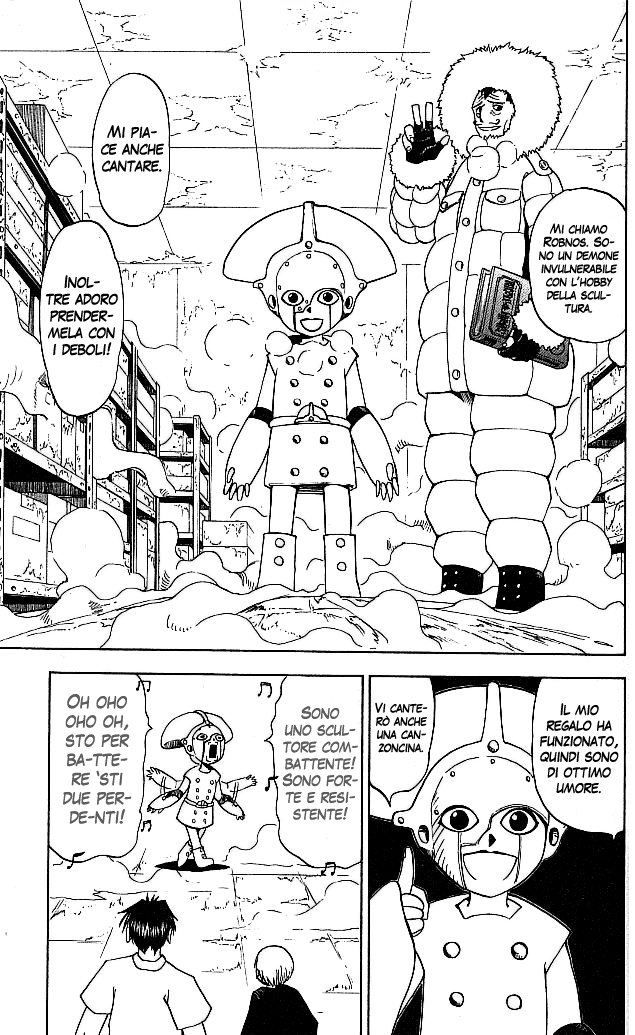 MI CHIAMO
ROBNOS. SO-
NO UN DEMONE
INVULNERABILE
CON L'HOBBY
DELLA SCUL-
TURA.
MI PIA-
CE ANCHE
CANTARE.
INOL-
TRE ADORO
PRENDER-
MELA CON
I DEBOLI!
IL MIO
REGALO HA
FUNZIONATO,
QUINDI SONO
DI OTTIMO
UMORE.
VI CANTE-
RÒ ANCHE
UNA CAN-
ZONCINA.
SONO
UNO SCUL-
TORE COM-
BATTENTE!
SONO FOR-
TE E RESI-
STENTE!
OH OHO
OHO OH,
STO PER
BA-TTE-
RE 'STI
DUE PER-
DE-NTI!